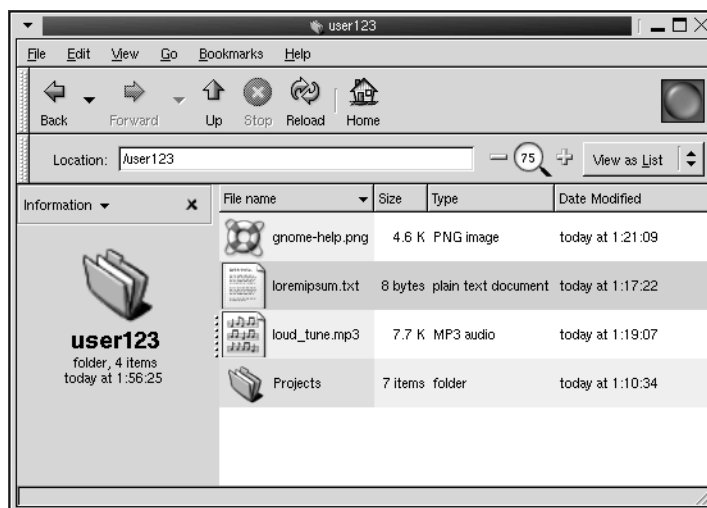 user123
File Edit View Go Bookmarks Help
Back Forward Up Stop Reload Home
Location: /user123 75 View as List
Information File name Size Type Date Modified
gnome-help.png 4.6 K PNG image today at 1:21:09
loremipsum.txt 8 bytes plain text document today at 1:17:22
loud_tune.mp3 7.7 K MP3 audio today at 1:19:07
Projects 7 items folder today at 1:10:34
user123
folder, 4 items
today at 1:56:25